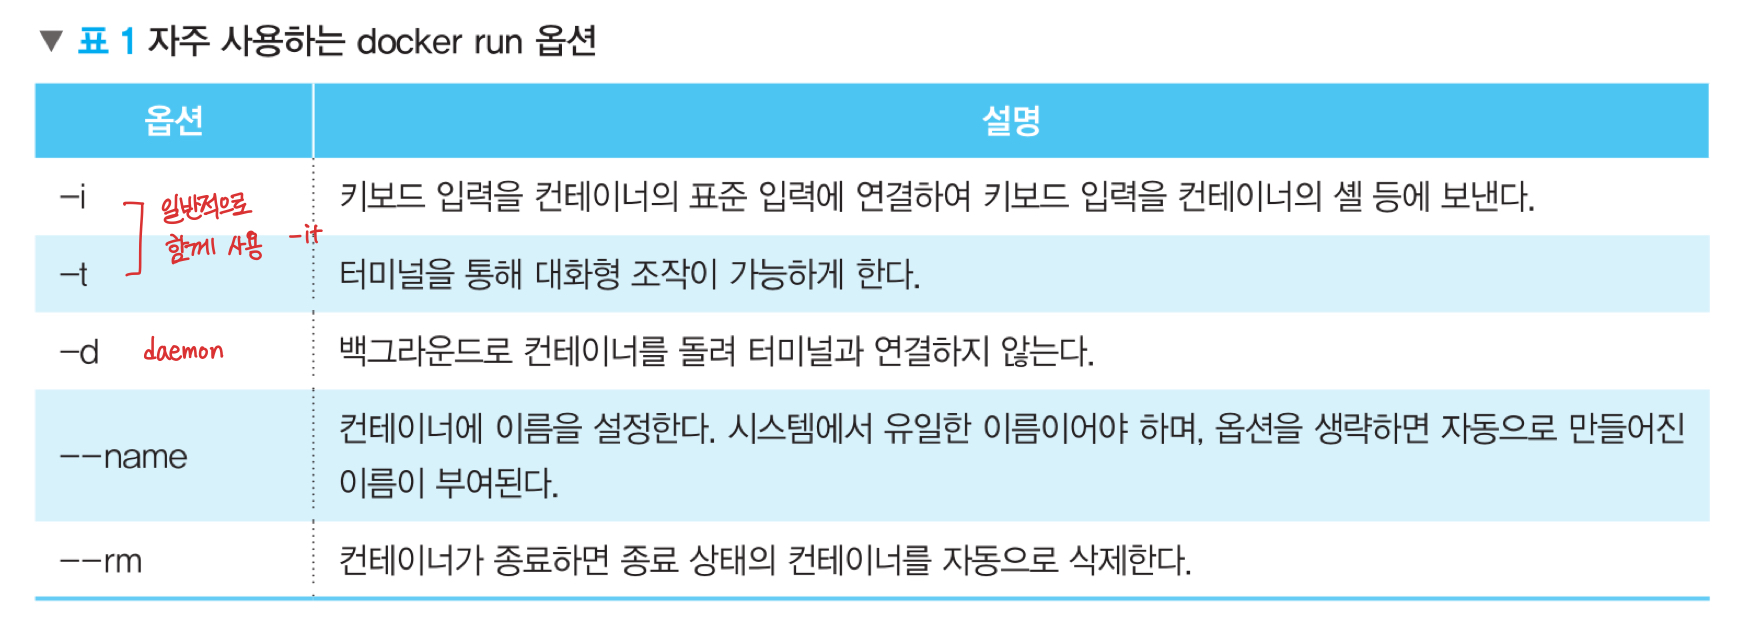 ▼ 표 1 자주 사용하는 docker run 옵션
옵션 설명
-i 키보드 입력을 컨테이너의 표준 입력에 연결하여 키보드 입력을 컨테이너의 셸 등에 보낸다.
일반적으로
함께 사용 -it
-t 터미널을 통해 대화형 조작이 가능하게 한다.
-d daemon 백그라운드로 컨테이너를 돌려 터미널과 연결하지 않는다.
--name 컨테이너에 이름을 설정한다. 시스템에서 유일한 이름이어야 하며, 옵션을 생략하면 자동으로 만들어진
이름이 부여된다.
--rm 컨테이너가 종료하면 종료 상태의 컨테이너를 자동으로 삭제한다.